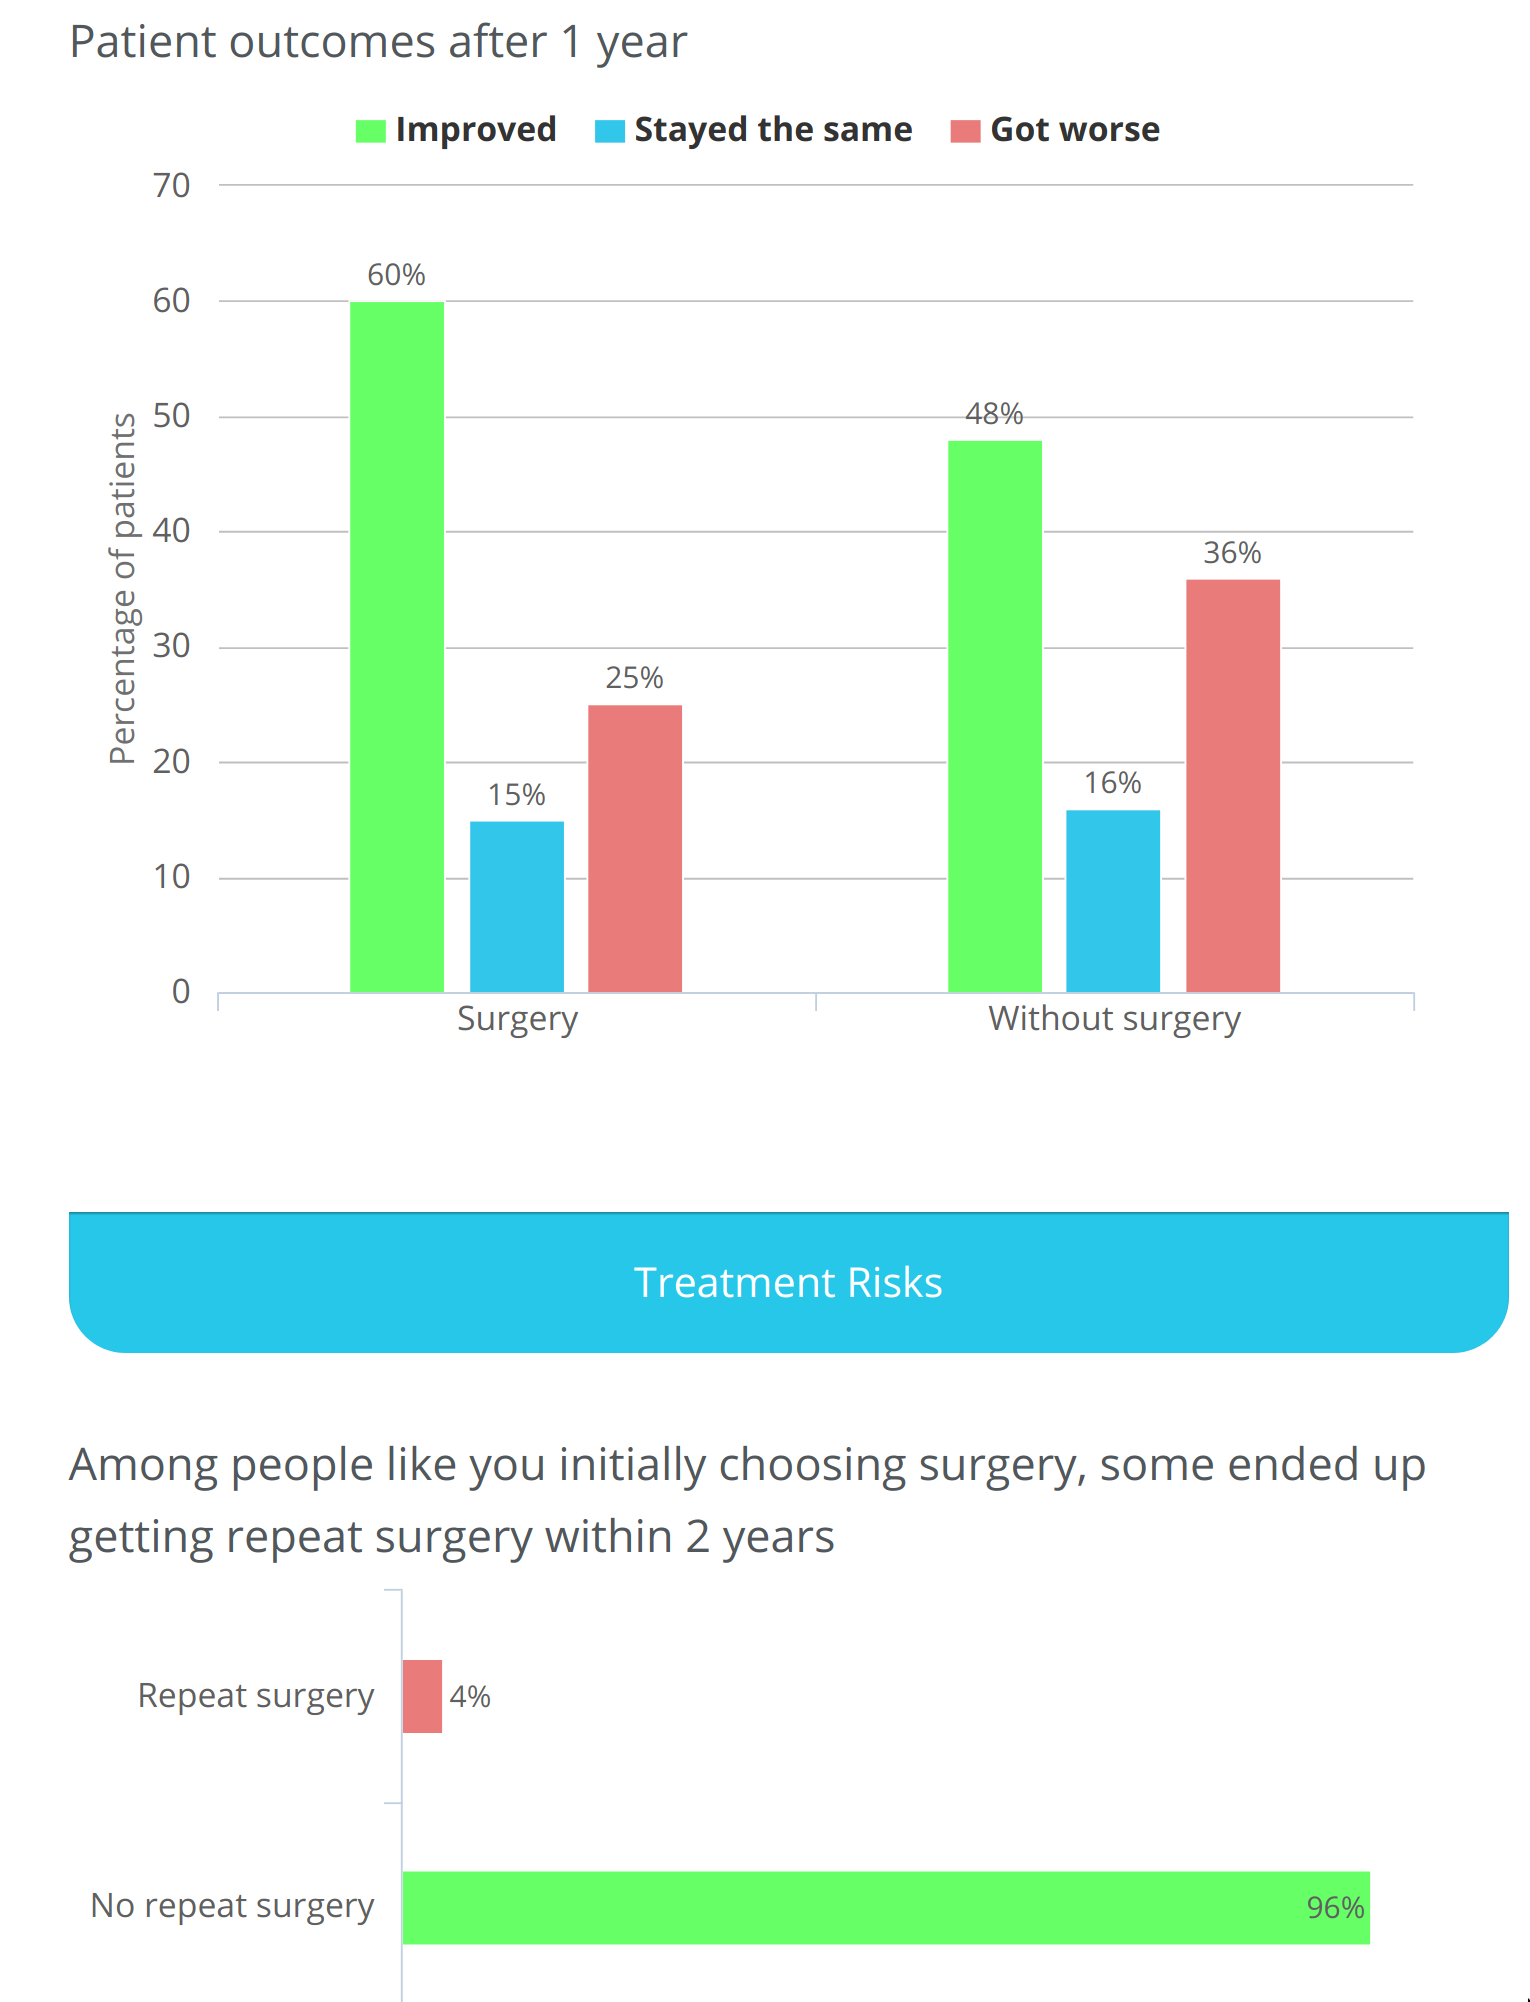 Patient outcomes after 1 year
Improved Stayed the same Got worse
70
60
50
40
30
20
10
0
Percentage of patients
60%
15%
25%
48%
16%
36%
Surgery Without surgery
Treatment Risks
Among people like you initially choosing surgery, some ended up
getting repeat surgery within 2 years
Repeat surgery 4%
No repeat surgery 96%